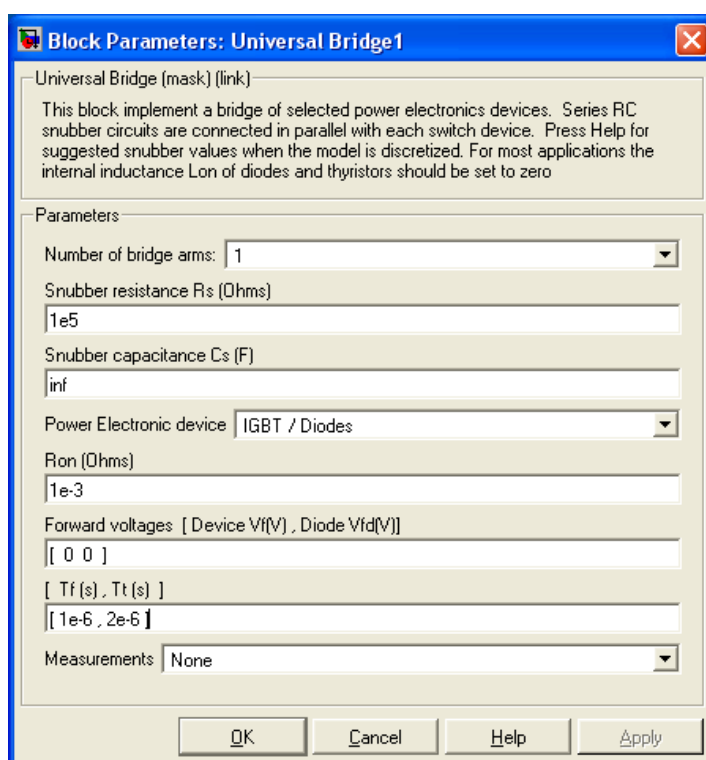 Block Parameters: Universal Bridge1
Universal Bridge (mask) (link)
This block implement a bridge of selected power electronics devices. Series RC
snubber circuits are connected in parallel with each switch device. Press Help for
suggested snubber values when the model is discretized. For most applications the
internal inductance Lon of diodes and thyristors should be set to zero
Parameters
Number of bridge arms: 1
Snubber resistance Rs (Ohms)
1e5
Snubber capacitance Cs (F)
inf
Power Electronic device IGBT / Diodes
Ron (Ohms)
1e-3
Forward voltages [ Device Vf(V) , Diode Vfd(V)]
[ 0 0 ]
[ Tf (s) , Tt (s) ]
[ 1e-6 , 2e-6 ]
Measurements None
OK Cancel Help Apply